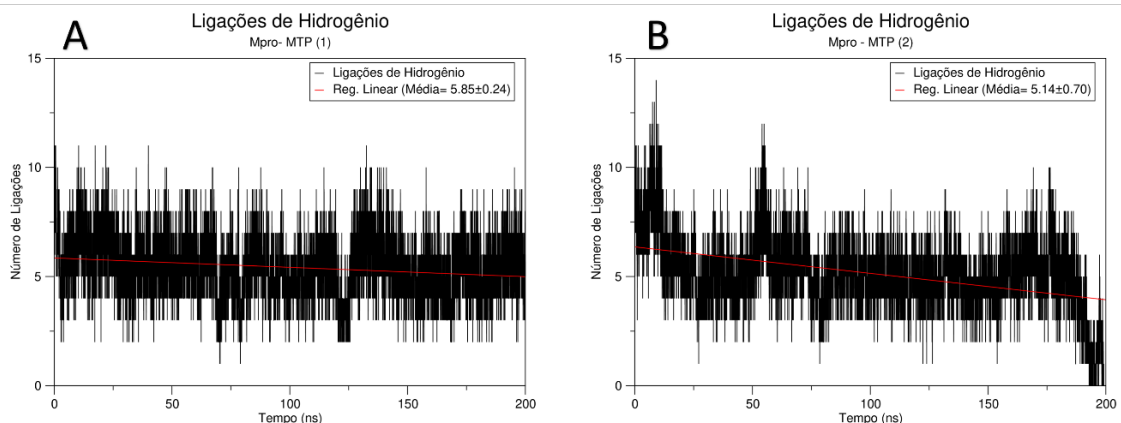 A
Ligações de Hidrogênio
Mpro- MTP (1)
Ligações de Hidrogênio
Reg. Linear (Média= 5.85±0.24)
Número de Ligações
15
10
5
0
0
50
100
150
200
Tempo (ns)
B
Ligações de Hidrogênio
Mpro - MTP (2)
Ligações de Hidrogênio
Reg. Linear (Média= 5.14±0.70)
Número de Ligações
15
10
5
0
0
50
100
150
200
Tempo (ns)